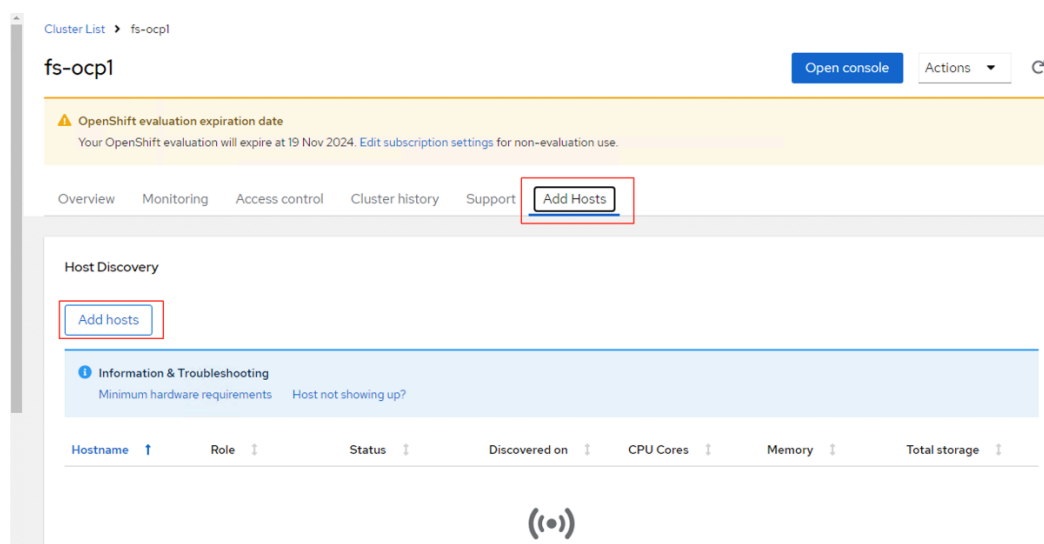 Cluster List > fs-ocp1
fs-ocp1
Open console Actions
OpenShift evaluation expiration date
Your OpenShift evaluation will expire at 19 Nov 2024. Edit subscription settings for non-evaluation use.
Overview Monitoring Access control Cluster history Support Add Hosts
Host Discovery
Add hosts
Information & Troubleshooting
Minimum hardware requirements Host not showing up?
Hostname Role Status Discovered on CPU Cores Memory Total storage